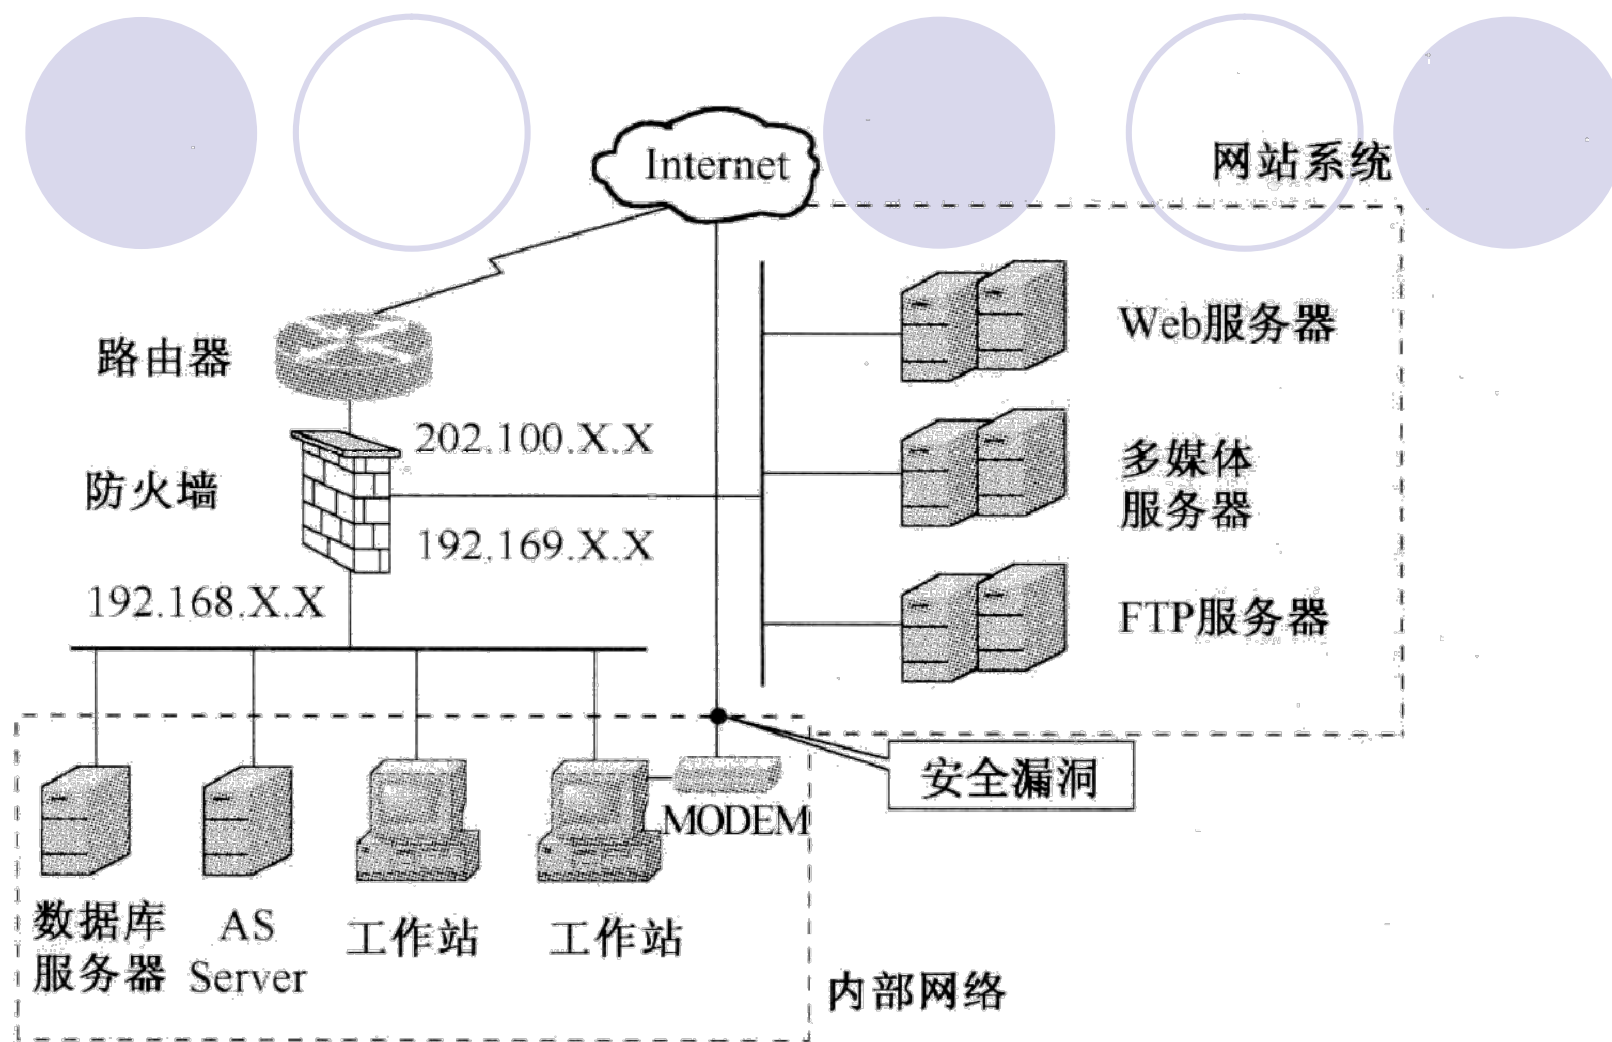 Internet
网站系统
路由器
Web服务器
202.100.X.X
防火墙
多媒体
服务器
192.169.X.X
192.168.X.X
FTP服务器
安全漏洞
MODEM
数据库
服务器
AS
Server
工作站
工作站
内部网络